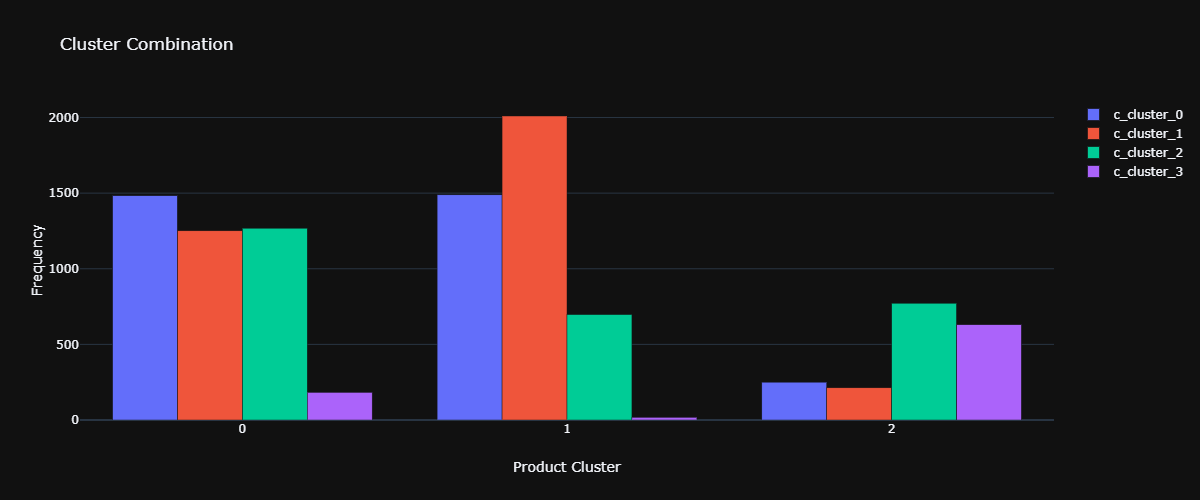 Cluster Combination
2000
1500
1000
500
0
Frequency
0
1
2
Product Cluster
c_cluster_0
c_cluster_1
c_cluster_2
c_cluster_3